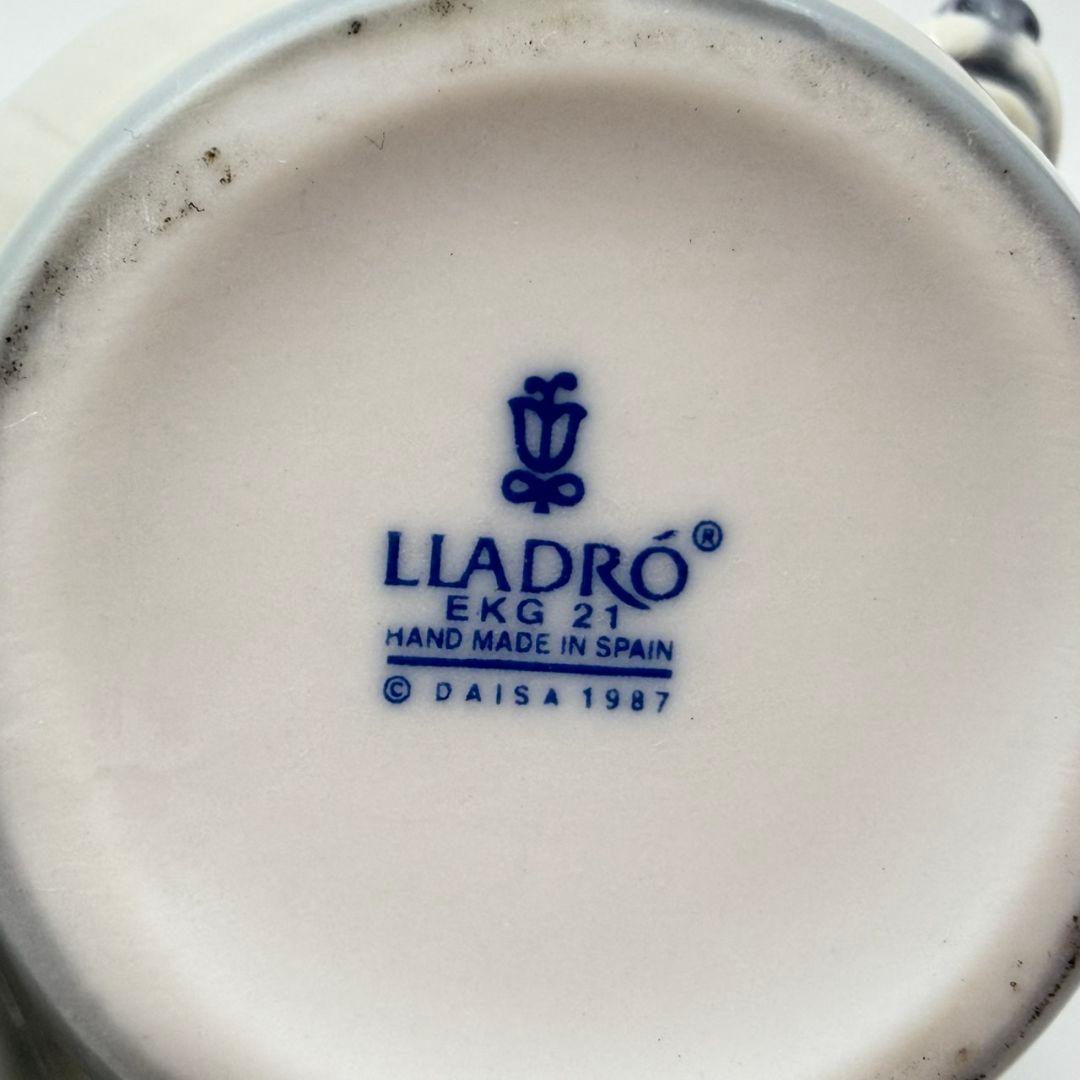 LLADRÓ®
EKG 21
HAND MADE IN SPAIN
© DAISA 1987